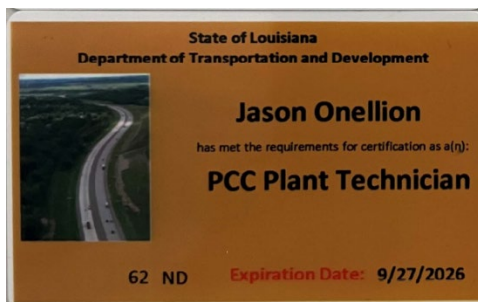 State of Louisiana
Department of Transportation and Development
Jason Onellion
has met the requirements for certification as a(n):
PCC Plant Technician
62 ND Expiration Date: 9/27/2026